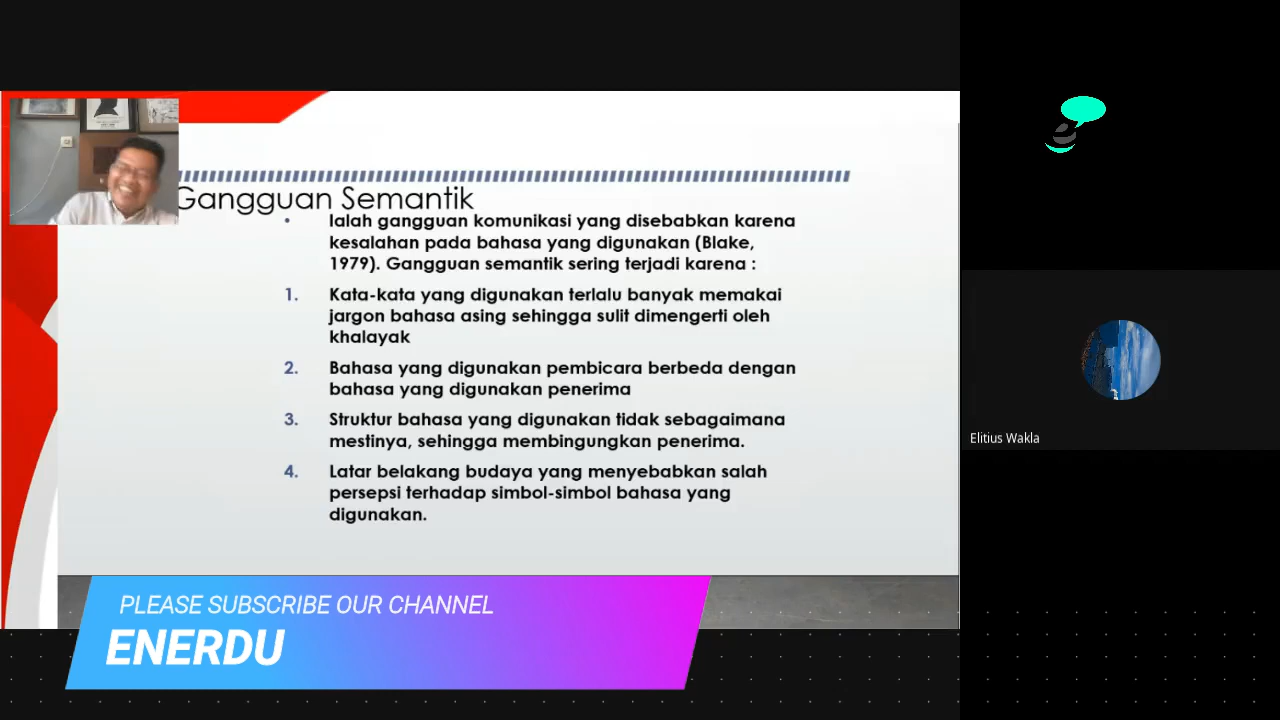 Gangguan Semantik
• Ialah gangguan komunikasi yang disebabkan karena
kesalahan pada bahasa yang digunakan (Blake,
1979). Gangguan semantik sering terjadi karena :
1. Kata-kata yang digunakan terlalu banyak memakai
jargon bahasa asing sehingga sulit dimengerti oleh
khalayak
2. Bahasa yang digunakan pembicara berbeda dengan
bahasa yang digunakan penerima
3. Struktur bahasa yang digunakan tidak sebagaimana
mestinya, sehingga membingungkan penerima.
4. Latar belakang budaya yang menyebabkan salah
persepsi terhadap simbol-simbol bahasa yang
digunakan.
Elitius Wakla
PLEASE SUBSCRIBE OUR CHANNEL
ENERDU